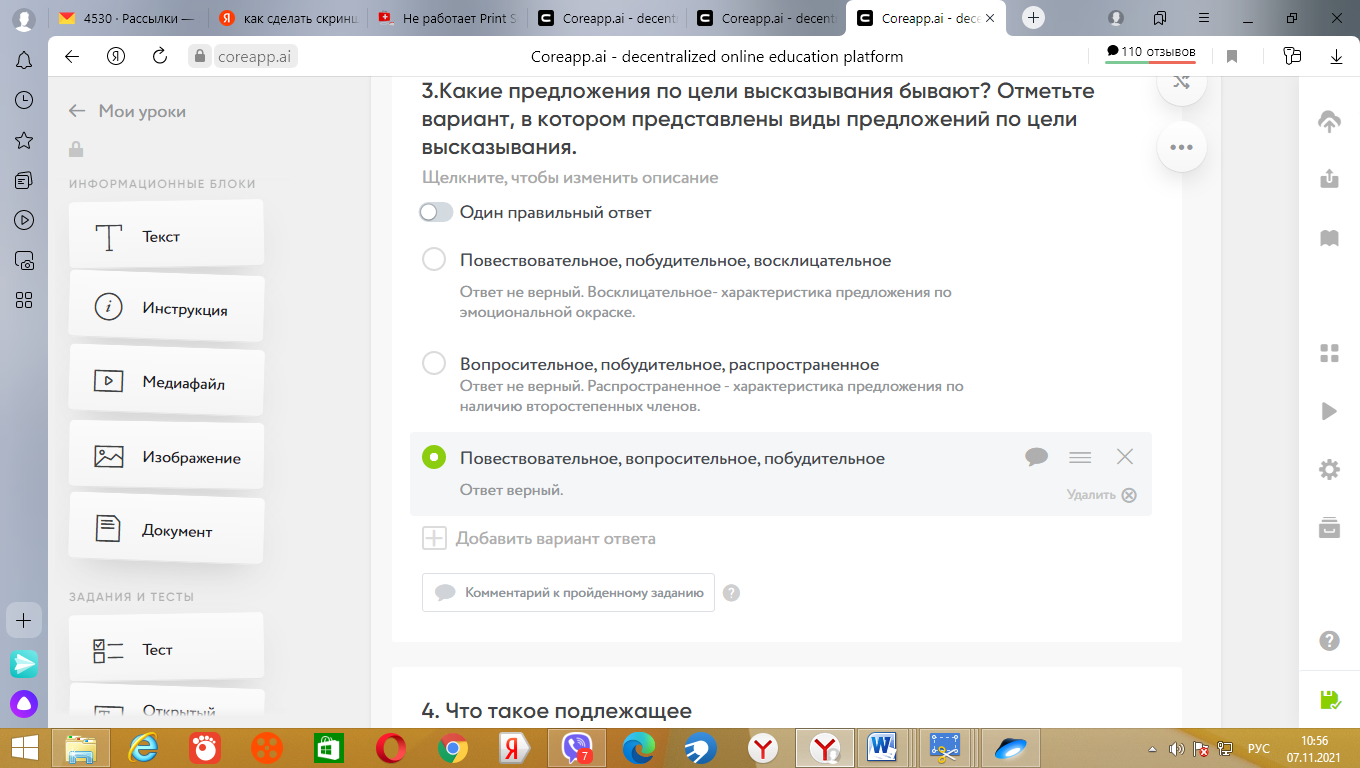 4530 · Рассылки —
как сделать скринш
Не работает Print S
Coreapp.ai - decentr
Coreapp.ai - decentr
Coreapp.ai - dece
coreapp.ai
Coreapp.ai - decentralized online education platform
110 отзывов
Мои уроки
ИНФОРМАЦИОННЫЕ БЛОКИ
Текст
Инструкция
Медиафайл
Изображение
Документ
ЗАДАНИЯ И ТЕСТЫ
Тест
Открытый
3.Какие предложения по цели высказывания бывают? Отметьте
вариант, в котором представлены виды предложений по цели
высказывания.
Щелкните, чтобы изменить описание
Один правильный ответ
Повествовательное, побудительное, восклицательное
Ответ не верный. Восклицательное- характеристика предложения по
эмоциональной окраске.
Вопросительное, побудительное, распространенное
Ответ не верный. Распространенное - характеристика предложения по
наличию второстепенных членов.
Повествовательное, вопросительное, побудительное
Ответ верный.
Удалить
Добавить вариант ответа
Комментарий к пройденному заданию
4. Что такое подлежащее
7
РУС
10:56
07.11.2021